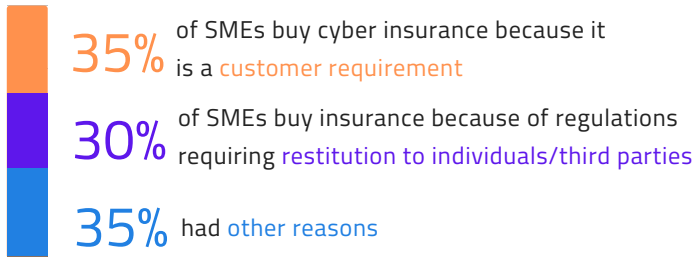 35%
of SMEs buy cyber insurance because it
is a customer requirement
30%
of SMEs buy insurance because of regulations
requiring restitution to individuals/third parties
35%
had other reasons